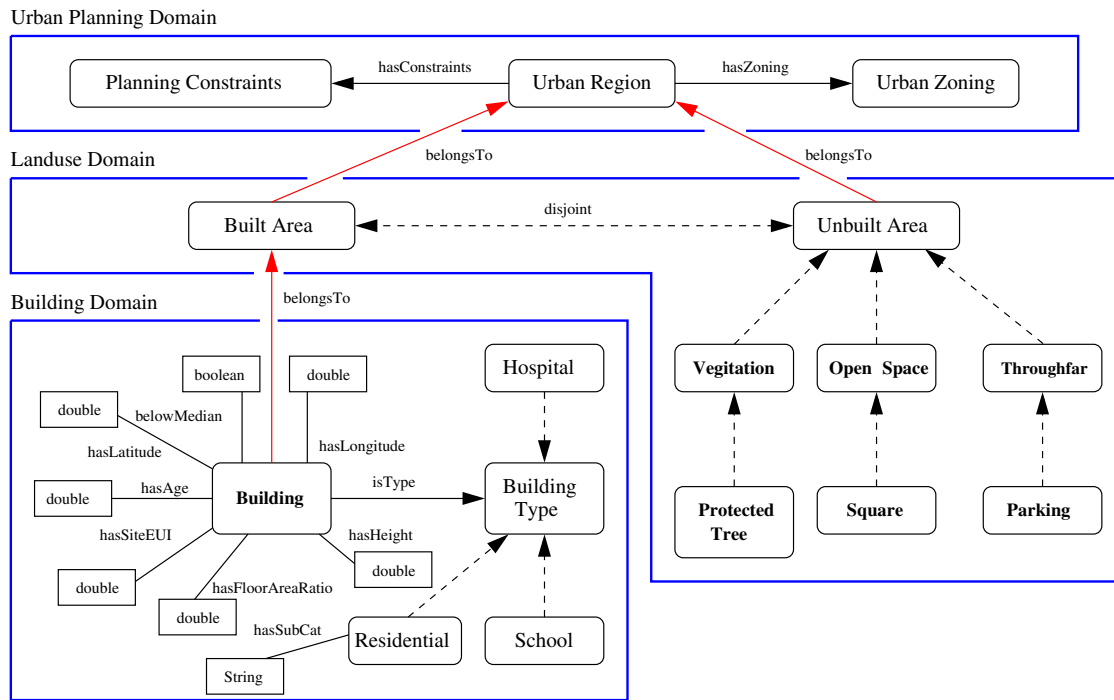 Urban Planning Domain
hasConstraints
hasZoning
Planning Constraints
Urban Region
Urban Zoning
belongsTo
belongsTo
Landuse Domain
disjoint
Built Area
Unbuilt Area
belongsTo
Building Domain
boolean
double
Hospital
Vegitation
Open Space
Throughfar
double
belowMedian
hasLatitude
hasLongitude
hasAge
isType
double
Building
Building
Type
Protected
Tree
Square
Parking
hasSiteEUI
hasHeight
double
double
hasFloorAreaRatio
double
hasSubCat
Residential
School
String